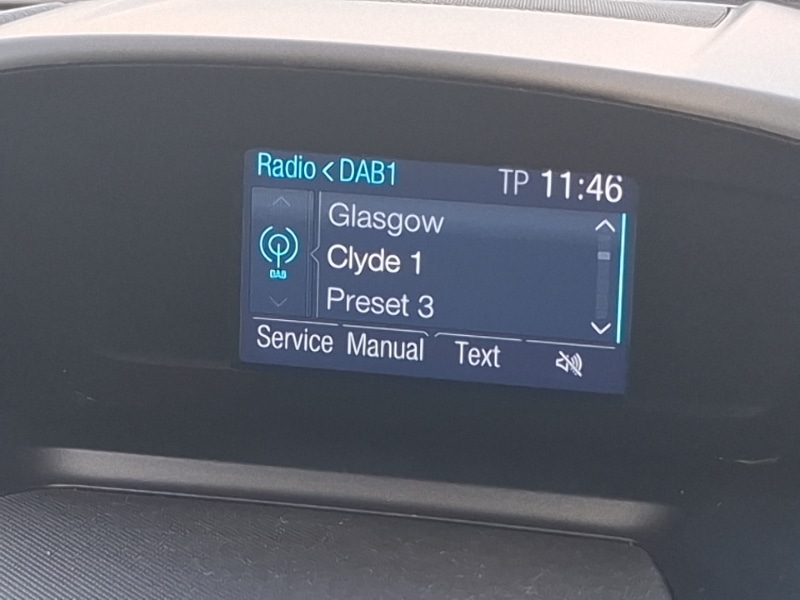 Radio < DAB1 TP 11:46
Glasgow
DAB
Clyde 1
Preset 3
Service Manual Text